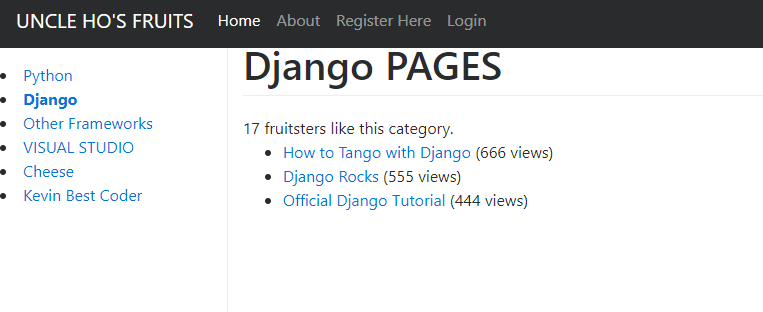 UNCLE HO'S FRUITS Home About Register Here Login
Python
Django
Other Frameworks
VISUAL STUDIO
Cheese
Kevin Best Coder
Django PAGES
17 fruitsters like this category.
How to Tango with Django (666 views)
Django Rocks (555 views)
Official Django Tutorial (444 views)